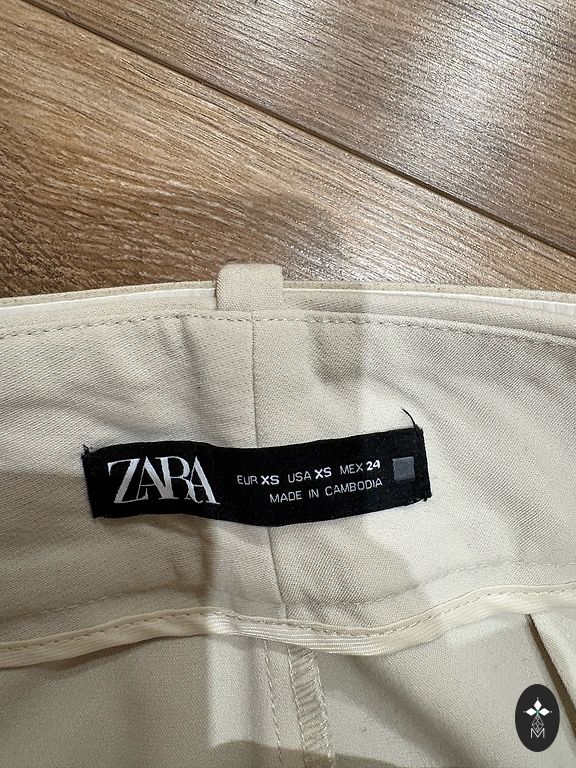 ZARA
EUR XS USA XS MEX 24
MADE IN CAMBODIA
M